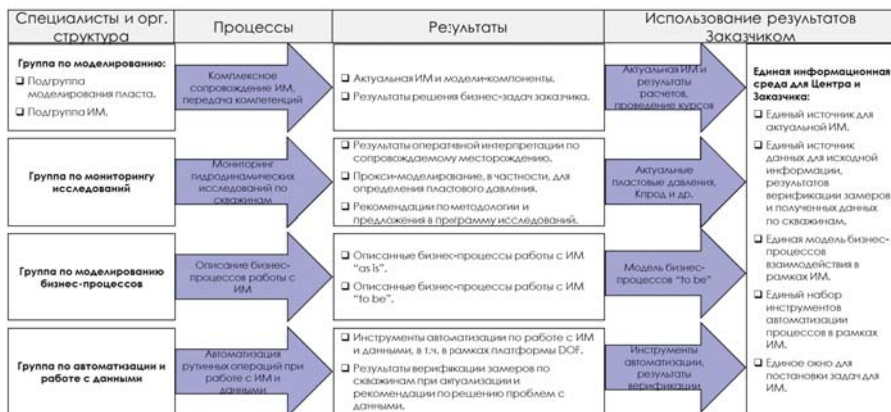 Специалисты и орг.
структура
Процессы
Результаты
Использование результатов
Заказчиком
Группа по моделированию:
Подгруппа
моделирования пласта.
Подгруппа ИМ.
Комплексное
сопровождение ИМ,
передача компетенций
Актуальная ИМ и модели-компоненты.
Результаты решения бизнес-задач заказчика.
Актуальная ИМ и
результаты
расчетов,
проведение курсов
Группа по мониторингу
исследований
Мониторинг
гидродинамических
исследований по
скважинам
Результаты оперативной интерпретации по
сопровождаемому месторождению.
Прокси-моделирвание, в частности, для
определения пластового давления.
Рекомендации по методологии и
предложения в программу исследований.
Актуальные
пластовые давления,
Кпрод и др.
Группа по моделированию
бизнес-процессов
Описание бизнес-
процессов работы с
ИМ
Описанные бизнес-процессы работы с ИМ
“as is”.
Описанные бизнес-процессы работы с ИМ
“to be”.
Модель бизнес-
процессов “to be”
Группа по автоматизации и
работе с данными
Автоматизация
рутинных операций при
работе с ИМ и
данными
Инструменты автоматизации по работе с ИМ
и данными, в т.ч. в рамках платформы DOF.
Результаты верификации замеров по
скважинам при актуализации и
рекомендации по решению проблем с
данными.
Инструменты
автоматизации,
результаты
верификации
Единая информационная
среда для Центра и
Заказчика:
Единый источник для
актуальной ИМ.
Единый источник
данных для исходной
информации,
результатов
верификации замеров
и полученных данных
по скважинам.
Единая модель бизнес-
процессов
взаимодействия в
рамках ИМ.
Единый набор
инструментов
автоматизации
процессов в рамках
ИМ.
Единое окно для
постановки задач для
ИМ.